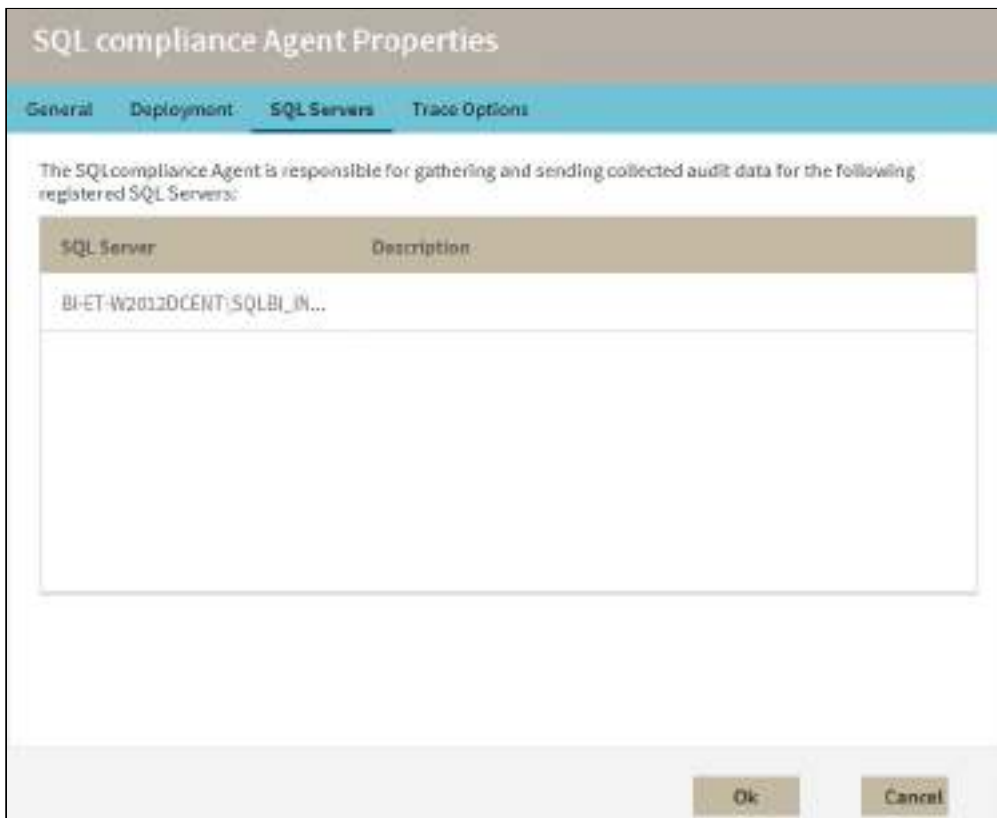 SQL compliance Agent Properties
General Deployment SQL Servers Trace Options
The SQLcompliance Agent is responsible for gathering and sending collected audit data for the following
registered SQL Servers:
SQL Server Description
BI-ET-W2012DCENT\SQLBI_IN...
Ok Cancel